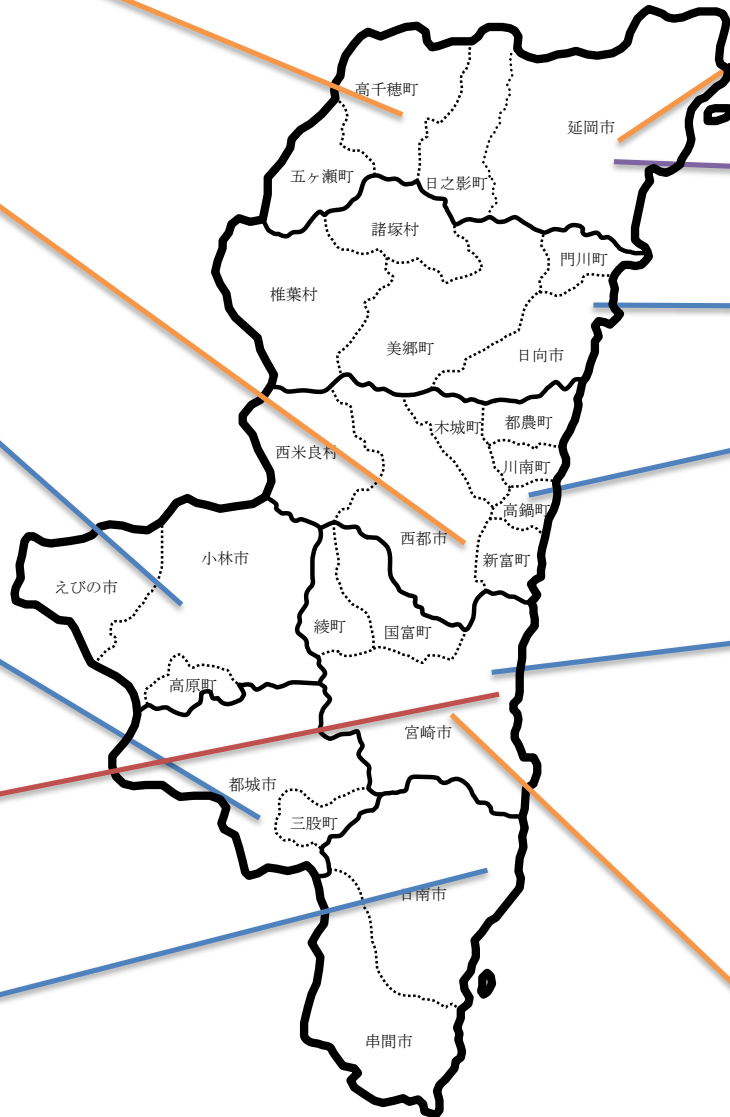 高千穂町
延岡市
五ヶ瀬町
日之影町
諸塚村
門川町
椎葉村
美郷町
日向市
木城町
都農町
西米良村
川南町
高鍋町
西都市
新富町
小林市
えびの市
綾町
国富町
高原町
宮崎市
都城市
三股町
日南市
串間市